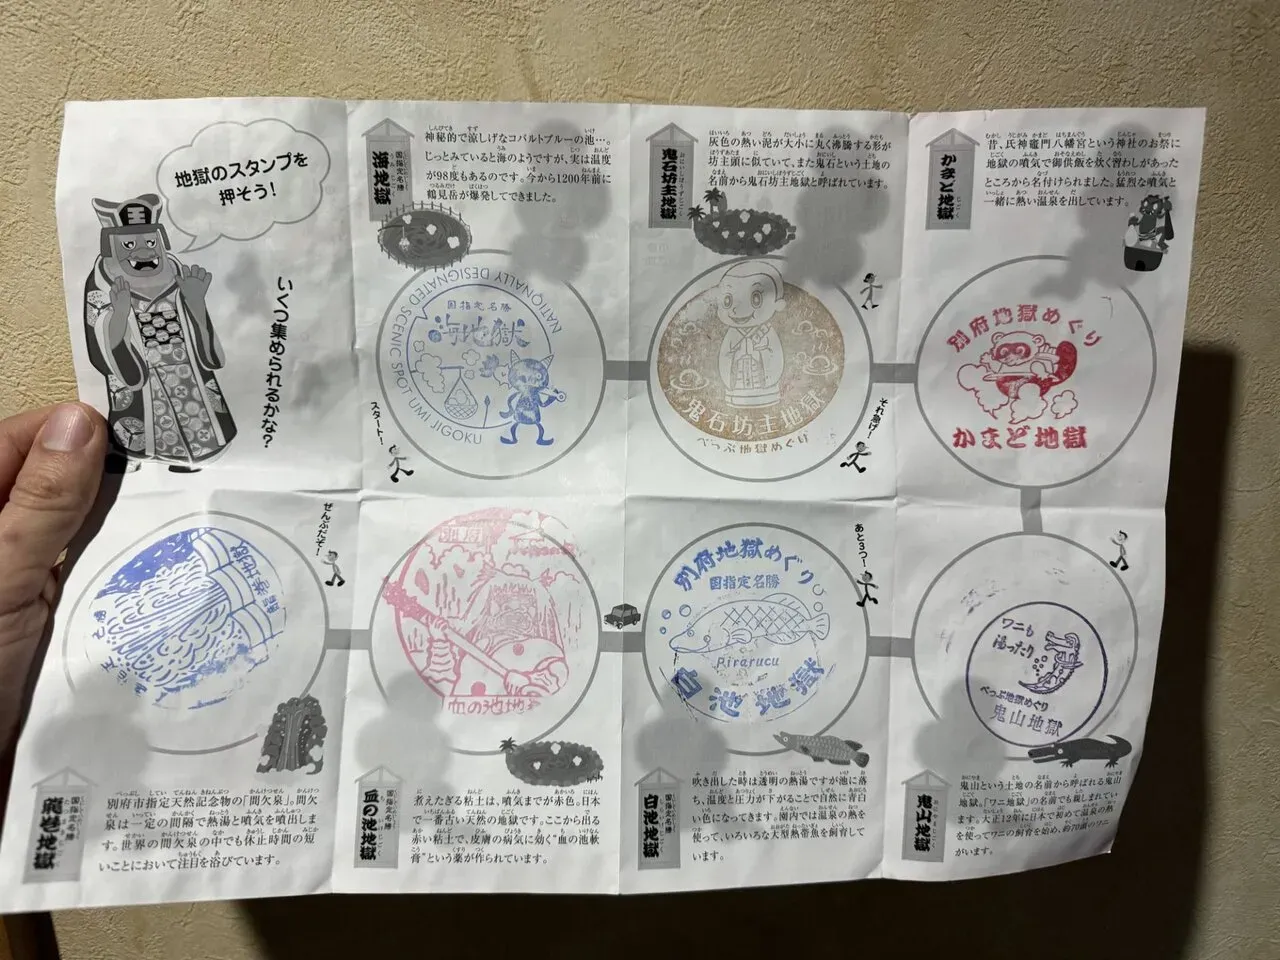 地獄のスタンプを
押そう!
いくつ集められるかな?
国指定名勝
海地獄
神秘的で涼しげなコバルトブルーの池…。
じっとみていると海のようですが、実は温度
が98度もあるのです。今から1200年前に
鶴見岳が爆発してできました。
NATIONALLY DESIGNATED
SCENIC SPOT UMI JIGOKU
国指定名勝
海地獄
スタート!
国指定名勝
鬼石坊主地獄
灰色の熱い泥が大小に丸く沸騰する形が
坊主頭に似ていて、また鬼石という土地の
名前から鬼石坊主地獄と呼ばれています。
鬼石坊主地獄
べっぷ地獄めぐり
それ急げ!
かまど地獄
昔、氏神竈門八幡宮という神社のお祭に
地獄の噴気で御供飯を炊く習わしがあった
ところから名付けられました。猛烈な噴気と
一緒に熱い温泉を出しています。
別府地獄めぐり
かまど地獄
ワニも
湯ったり
べっぷ地獄めぐり
鬼山地獄
鬼山地獄
鬼山という土地の名前から呼ばれる鬼山
地獄。「ワニ地獄」の名前でも親しまれてい
ます。大正12年に日本で初めて温泉の熱
を使ってワニの飼育を始め、約70頭のワニ
がいます。
あと3つ!
別府地獄めぐり
国指定名勝
Pirarucu
白池地獄
国指定名勝
白池地獄
吹き出した時は透明の熱湯ですが池に落
ち、温度と圧力が下がることで自然に青白
い色になってきます。園内では温泉の熱を
使って、いろいろな大型熱帯魚を飼育して
います。
別府
血の池地
国指定名勝
血の池地獄
煮えたぎる粘土は、噴気までが赤色。日本
で一番古い天然の地獄です。ここから出る
赤い粘土で、皮膚の病気に効く"血の池軟
膏"という薬が作られています。
ぜんぶだぞ!
国指定名勝
龍巻地獄
別府市指定天然記念物の「間欠泉」。間欠
泉は一定の間隔で熱湯と噴気を噴出しま
す。世界の間欠泉の中でも休止時間の短
いことにおいて注目を浴びています。